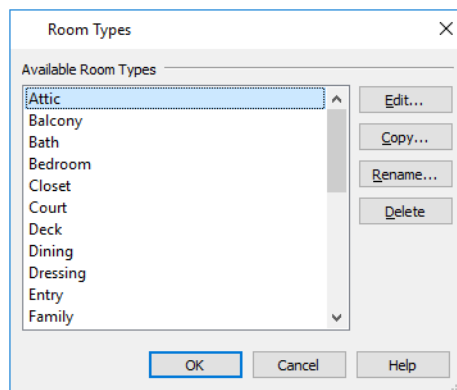 Room Types
Available Room Types
Attic
Balcony
Bath
Bedroom
Closet
Court
Deck
Dining
Dressing
Entry
Family
Edit...
Copy...
Rename...
Delete
OK
Cancel
Help